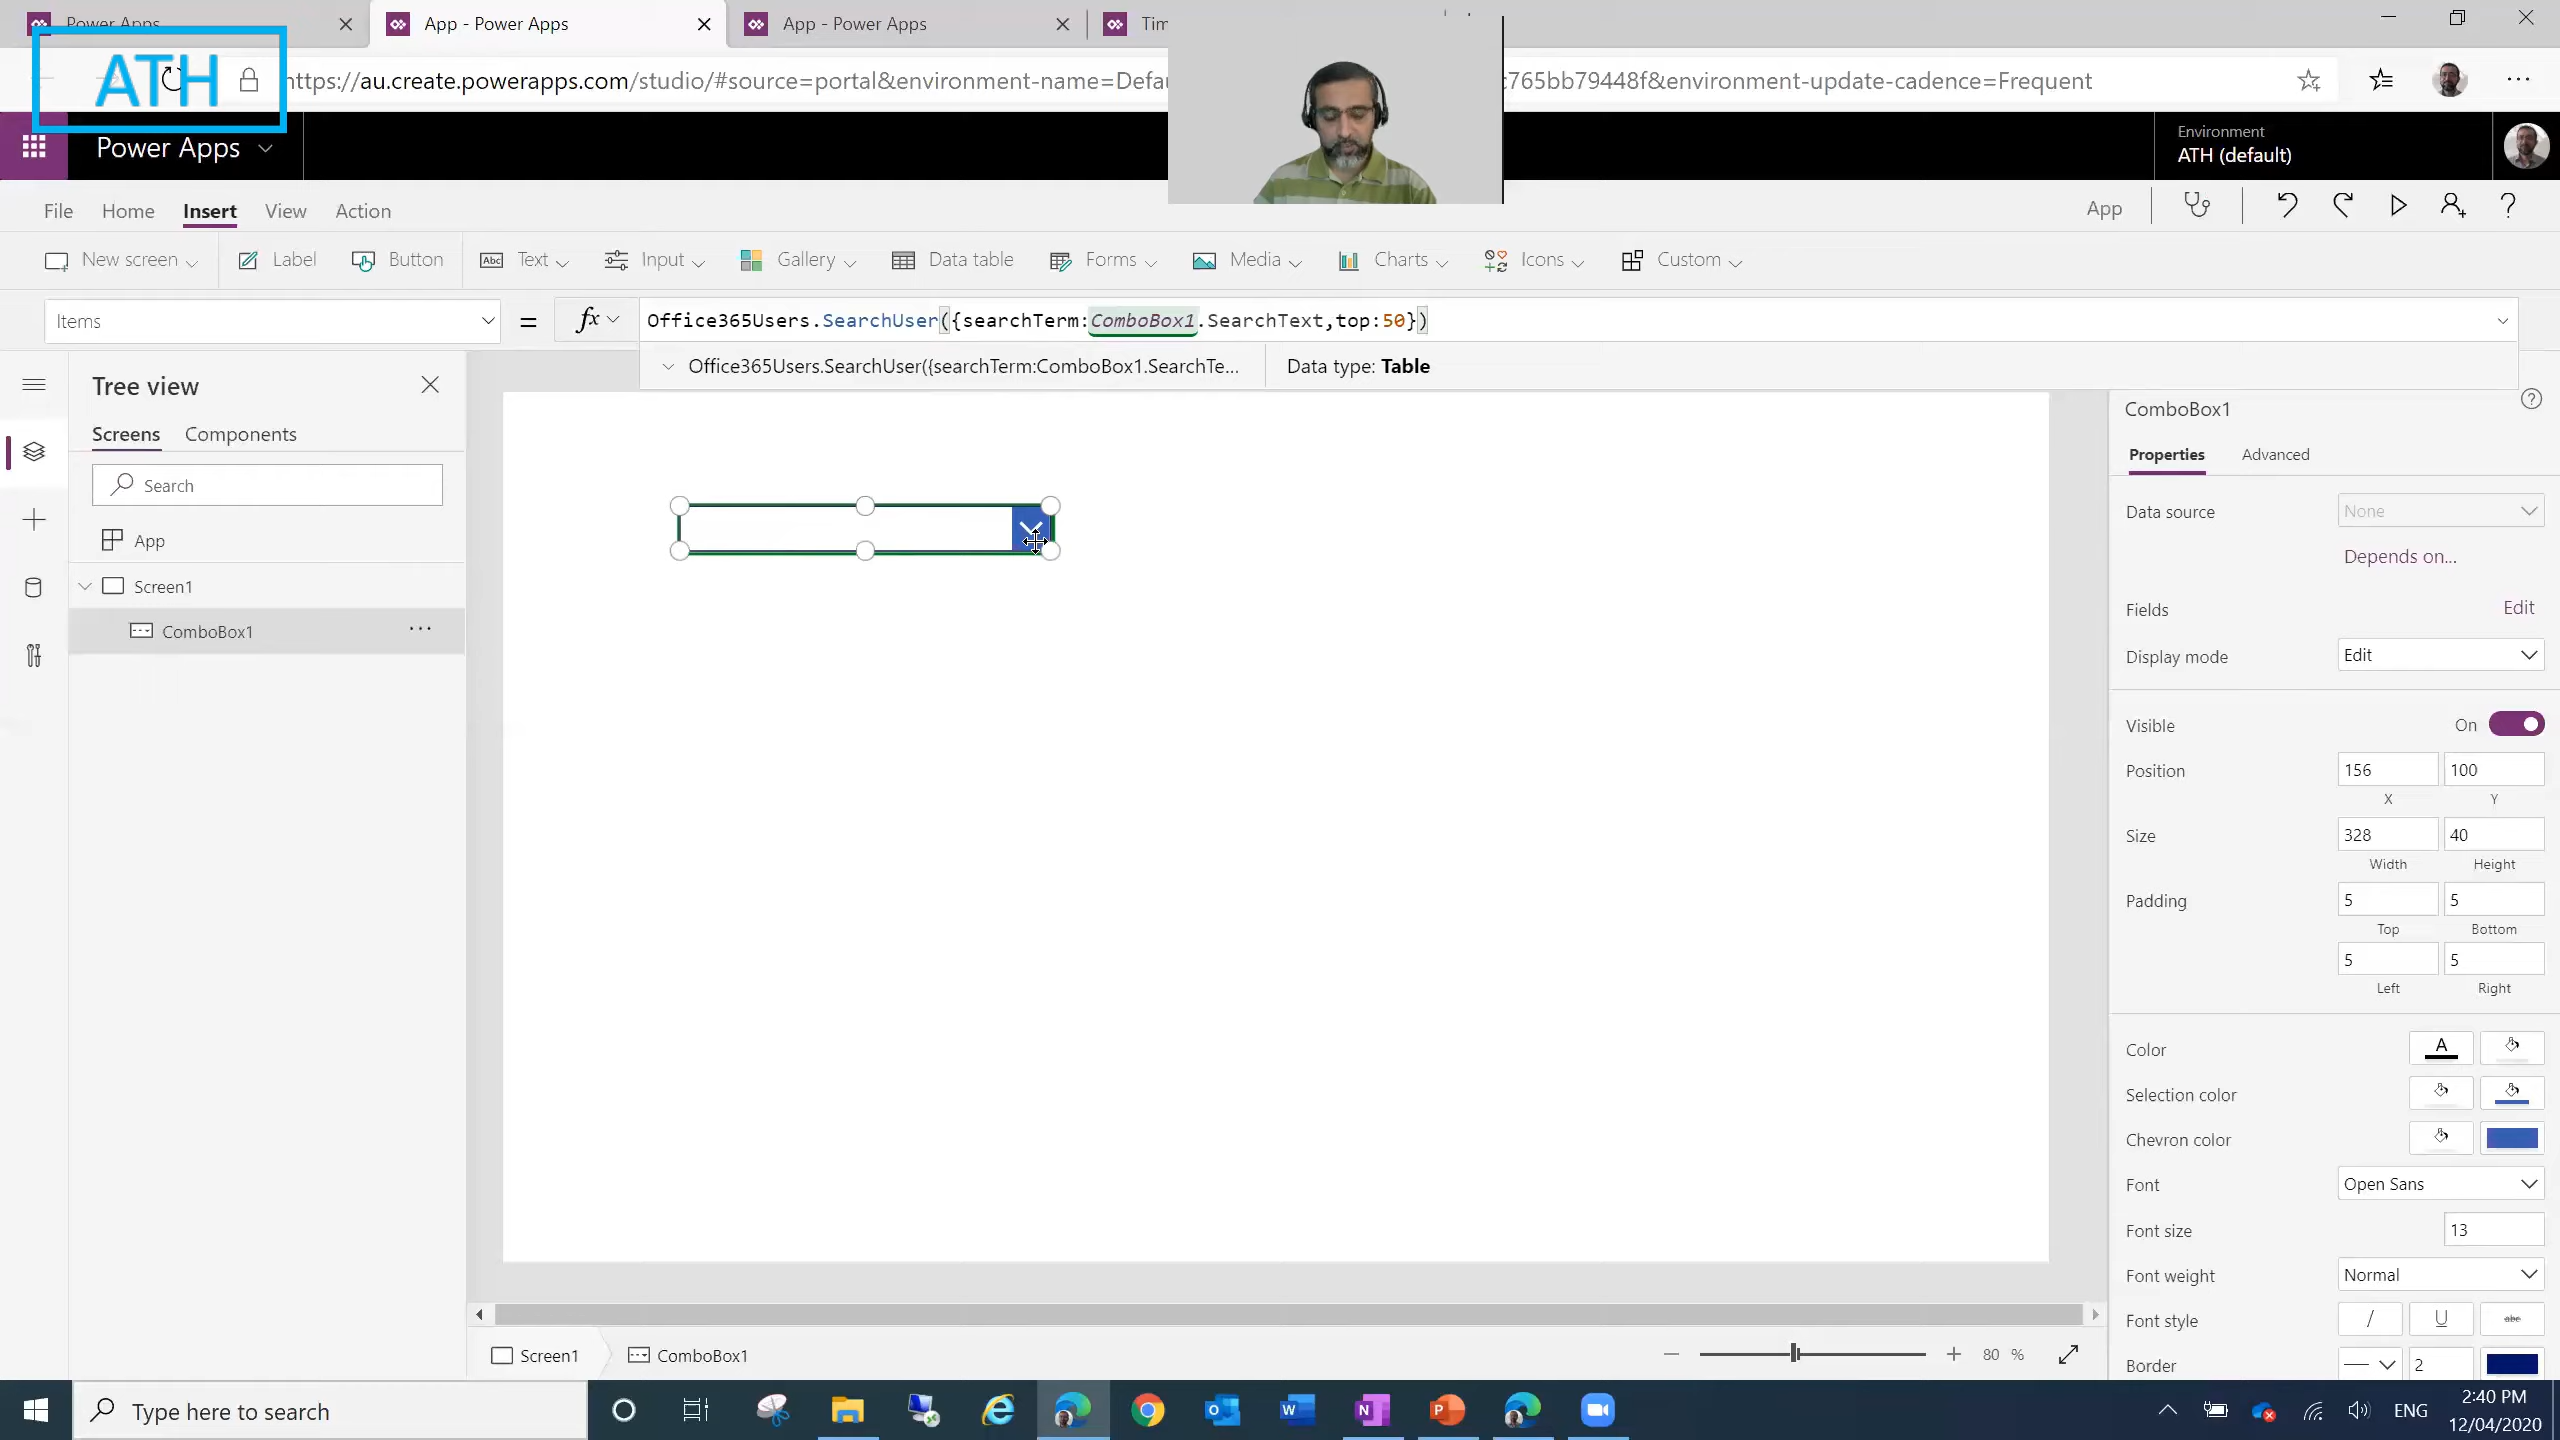 Power Apps
App - Power Apps
App - Power Apps
Tim
ATH
https://au.create.powerapps.com/studio/#source=portal&environment-name=Defau
c765bb79448f&environment-update-cadence=Frequent
Power Apps
Environment
ATH (default)
File
Home
Insert
View
Action
App
New screen
Label
Button
Text
Input
Gallery
Data table
Forms
Media
Charts
Icons
Custom
Items
= fx
Office365Users.SearchUser({searchTerm:ComboBox1.SearchText,top:50})
Office365Users.SearchUser({searchTerm:ComboBox1.SearchTe...
Data type: Table
Tree view
Screens
Components
Search
App
Screen1
ComboBox1
ComboBox1
Properties
Advanced
Data source
None
Depends on...
Fields
Edit
Display mode
Edit
Visible
On
Position
156
100
X
Y
Size
328
40
Width
Height
Padding
5
5
Top
Bottom
5
5
Left
Right
Color
A
Selection color
Chevron color
Font
Open Sans
Font size
13
Font weight
Normal
Font style
/
U
abc
Border
2
Screen1
ComboBox1
80 %
Type here to search
ENG
2:40 PM
12/04/2020